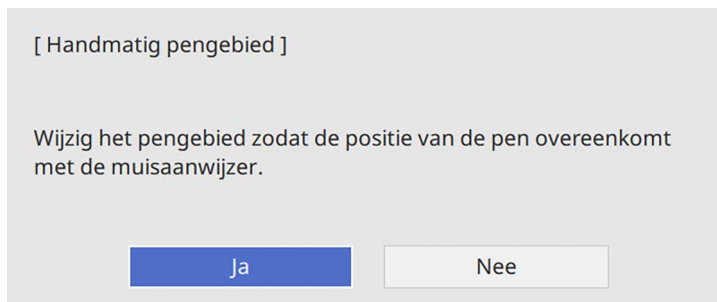 [ Handmatig pengebied ]
Wijzig het pengebied zodat de positie van de pen overeenkomt
met de muisaanwijzer.
Ja
Nee